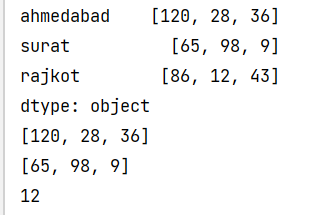 ahmedabad    [120, 28, 36]
surat          [65, 98, 9]
rajkot        [86, 12, 43]
dtype: object
[120, 28, 36]
[65, 98, 9]
12